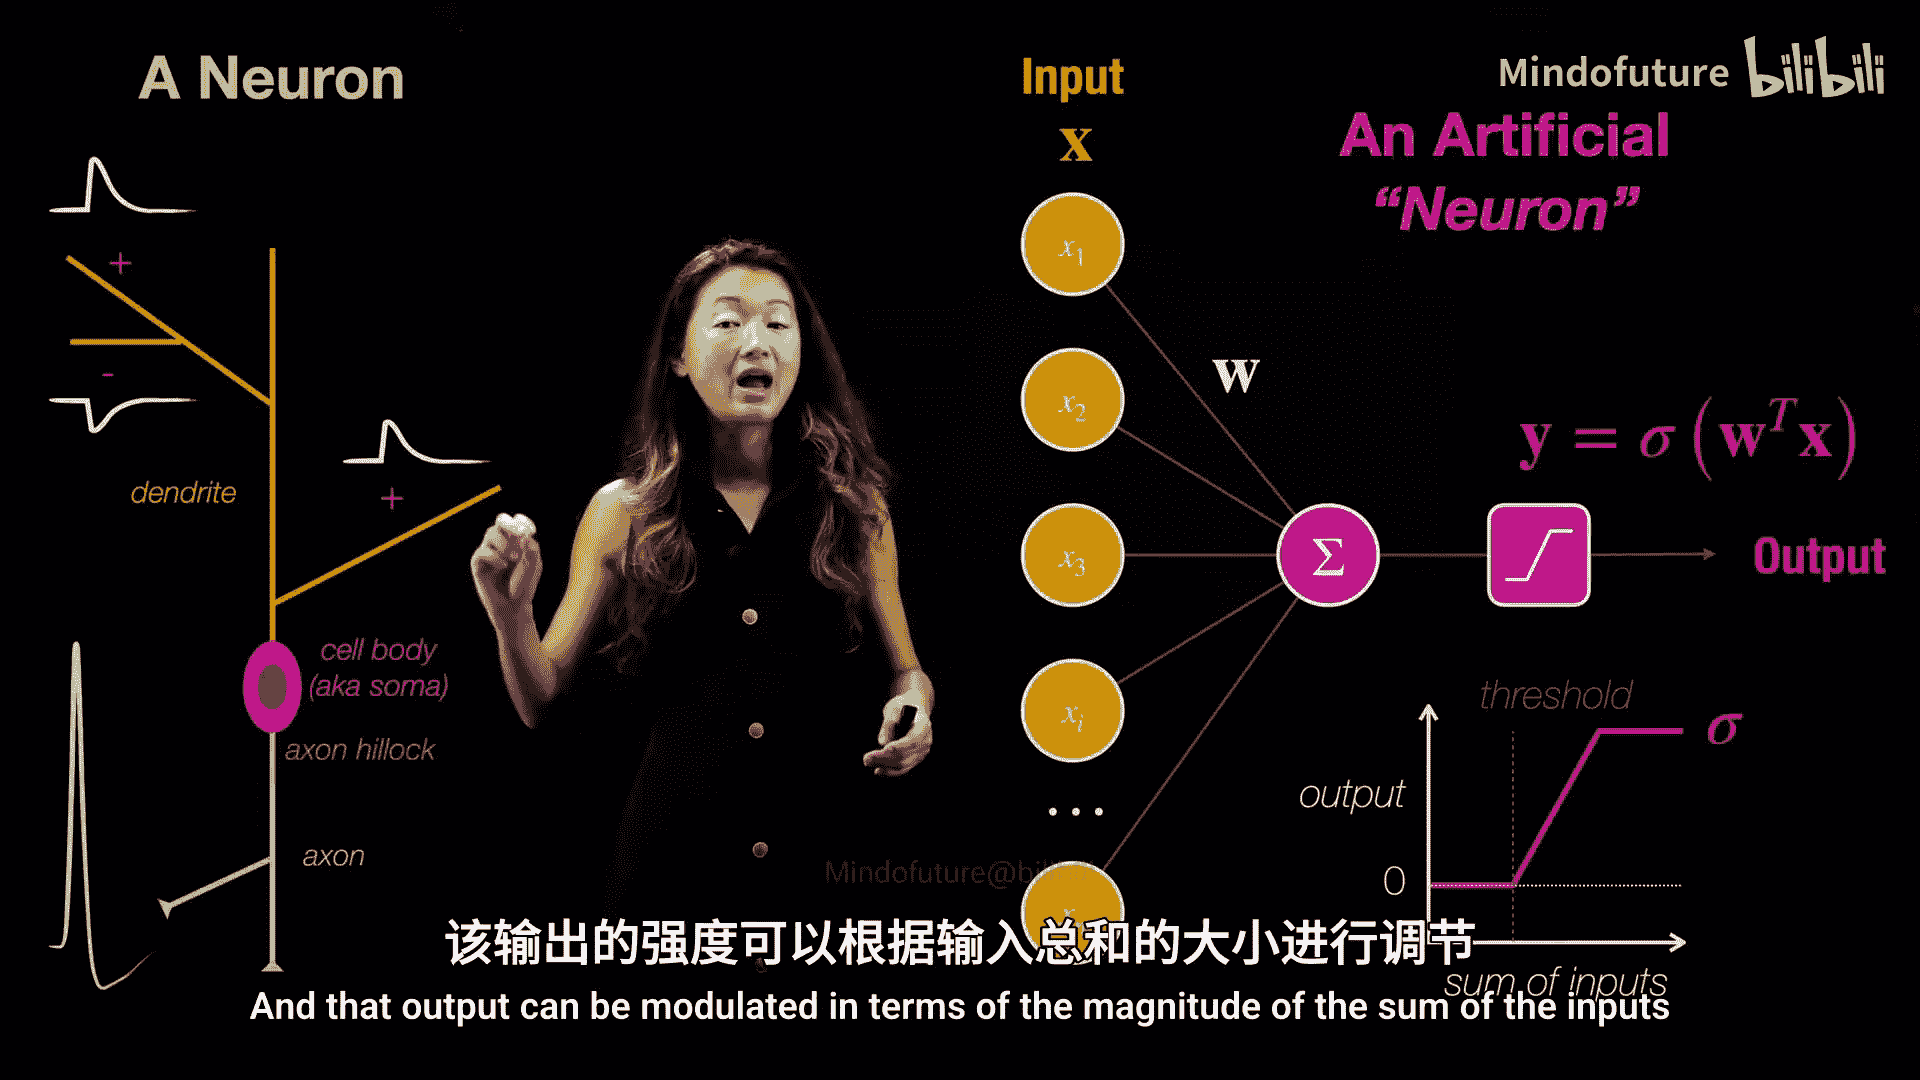 A Neuron
+
-
+
dendrite
cell body
(aka soma)
axon hillock
axon
Input
x
x1
x2
x3
xi
...
w
Σ
Mindofuture bilibili
An Artificial
“Neuron”
y = σ (wᵀx)
Output
threshold
σ
output
0
sum of inputs
Mindofuture@bili
该输出的强度可以根据输入总和的大小进行调节
And that output can be modulated in terms of the magnitude of the sum of the inputs